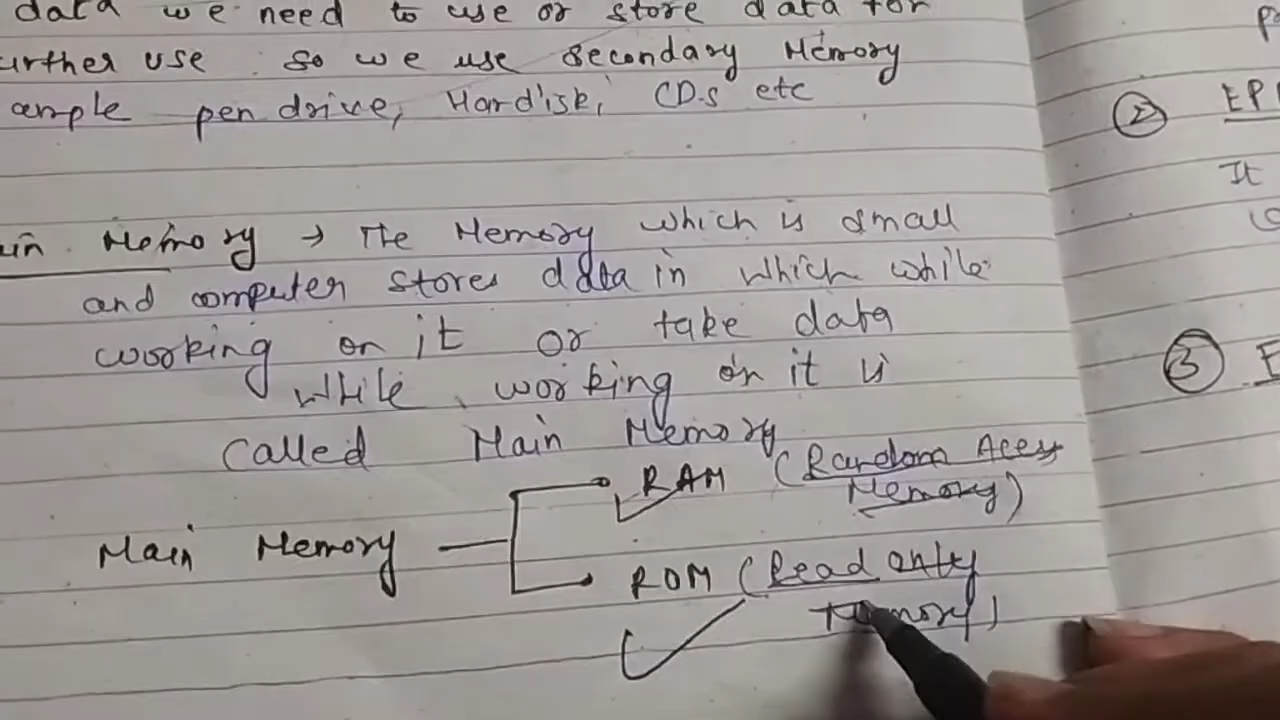 data we need to use or store data for
urther use so we use secondary Memory
ample pen drive, Hardisk, CD.s etc
in Memory → The Memory which is small
and computer stores data in which while
working on it or take data
while working on it is
called Main Memory
RAM (Random Acess
Memory)
Main Memory
ROM (Read only
Memory)
②
EP
It
③
E